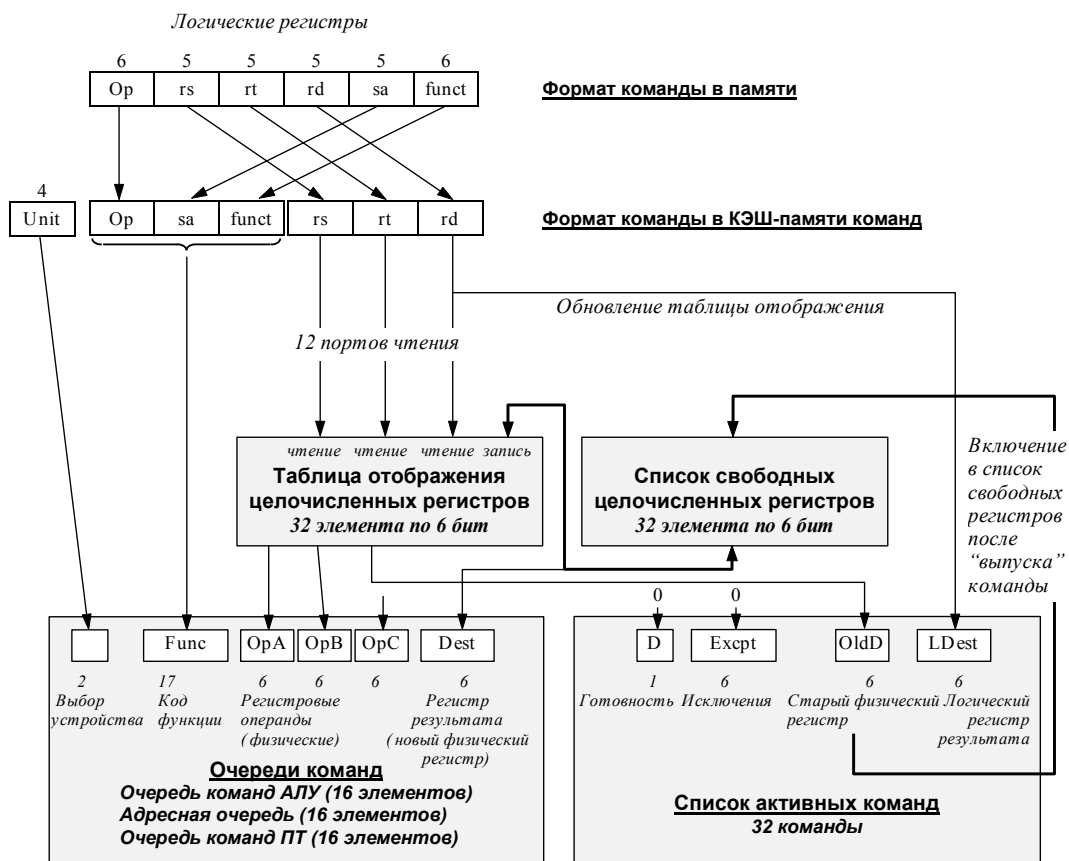 Логические регистры
6 5 5 5 5 6
Op rs rt rd sa funct
Формат команды в памяти
4
Unit Op sa funct rs rt rd
Формат команды в КЭШ-памяти команд
Обновление таблицы отображения
12 портов чтения
чтение чтение чтение запись
Таблица отображения
целочисленных регистров
32 элемента по 6 бит
Список свободных
целочисленных регистров
32 элемента по 6 бит
Включение
в список
свободных
регистров
после
“выпуска”
команды
0 0
Func OpA OpB OpC Dest
2 17 6 6 6 6
Выбор
устройства
Код
функции
Регистровые
операнды
(физические)
Регистр
результата
(новый физический
регистр)
Очереди команд
Очередь команд АЛУ (16 элементов)
Адресная очередь (16 элементов)
Очередь команд ПТ (16 элементов)
D Excpt OldD LDest
1 6 6 6
Готовность
Исключения
Старый физический
регистр
Логический
регистр
результата
Список активных команд
32 команды